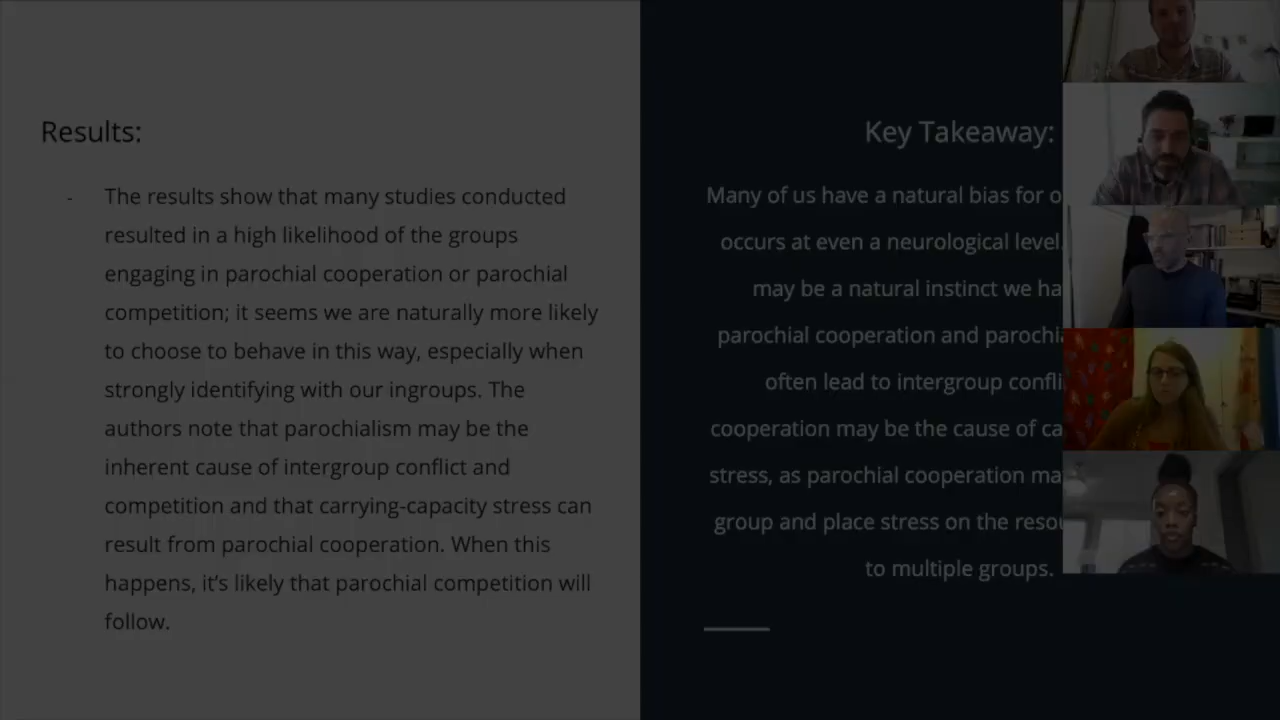 Results:
- The results show that many studies conducted
resulted in a high likelihood of the groups
engaging in parochial cooperation or parochial
competition; it seems we are naturally more likely
to choose to behave in this way, especially when
strongly identifying with our ingroups. The
authors note that parochialism may be the
inherent cause of intergroup conflict and
competition and that carrying-capacity stress can
result from parochial cooperation. When this
happens, it’s likely that parochial competition will
follow.
Key Takeaway:
Many of us have a natural bias for
occurs at even a neurological level.
may be a natural instinct we
parochial cooperation and
often lead to intergroup
cooperation may be the cause of
stress, as parochial cooperation
group and place stress on the
to multiple groups.